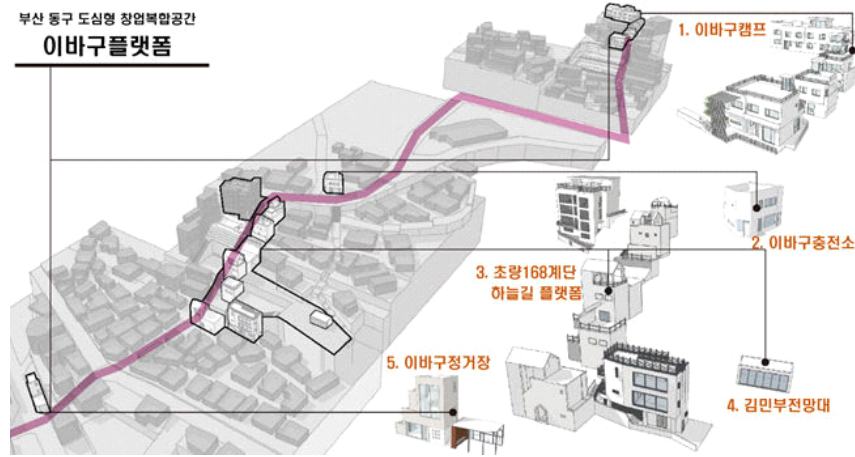 부산 동구 도심형 창업복합공간
이바구플랫폼
1. 이바구캠프
2. 이바구충전소
3. 초량168계단
하늘길 플랫폼
4. 김민부전망대
5. 이바구정거장